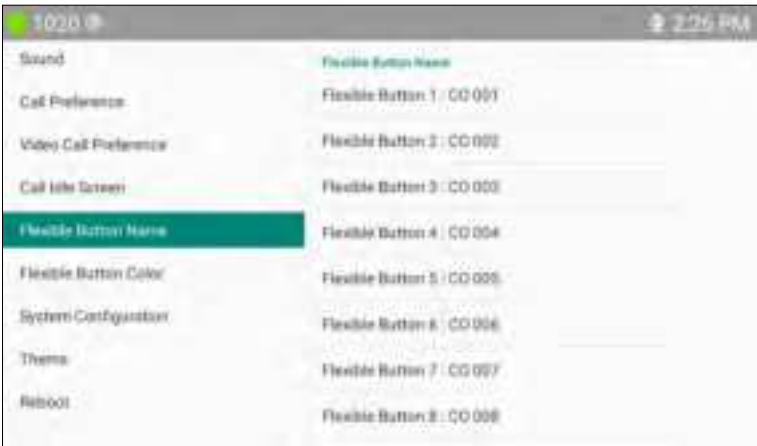 1020
2:26 PM
Sound
Call Preference
Video Call Preference
Call Idle Screen
Flexible Button Name
Flexible Button Color
System Configuration
Theme
Reboot
Flexible Button Name
Flexible Button 1 : CO 001
Flexible Button 2 : CO 002
Flexible Button 3 : CO 003
Flexible Button 4 : CO 004
Flexible Button 5 : CO 005
Flexible Button 6 : CO 006
Flexible Button 7 : CO 007
Flexible Button 8 : CO 008